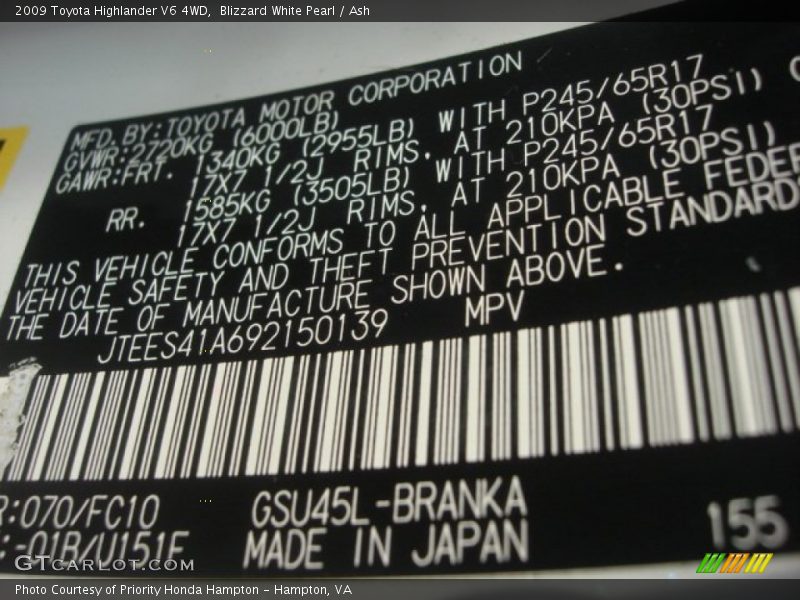 2009 Toyota Highlander V6 4WD,  Blizzard White Pearl / Ash
MFD. BY: TOYOTA MOTOR CORPORATION
GVWR: 2720KG (6000LB)
GAWR: FRT. 1340KG (2955LB) WITH P245/65R17
17X7 1/2J RIMS, AT 210KPA (30PSI)
RR. 1585KG (3505LB) WITH P245/65R17
17X7 1/2J RIMS, AT 210KPA (30PSI)
THIS VEHICLE CONFORMS TO ALL APPLICABLE FEDER
VEHICLE SAFETY AND THEFT PREVENTION STANDARDS
THE DATE OF MANUFACTURE SHOWN ABOVE.
JTEES41A692150139 MPV
R:070/FC10 GSU45L-BRANKA
:-01B/U151F MADE IN JAPAN
155
GTCARLOT.COM
Photo Courtesy of Priority Honda Hampton - Hampton, VA